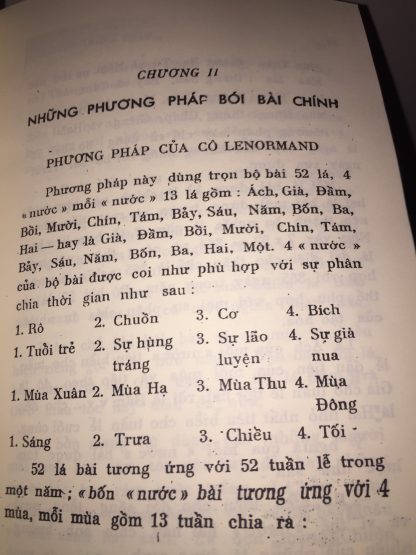 CHƯƠNG II
NHỮNG PHƯƠNG PHÁP BÓI BÀI CHÍNH
PHƯƠNG PHÁP CỦA CÔ LENORMAND
Phương pháp này dùng trọn bộ bài 52 lá, 4
« nước » mỗi « nước » 13 lá gồm : Ách, Già, Đầm,
Bồi, Mười, Chín, Tám, Bảy, Sáu, Năm, Bốn, Ba,
Hai — hay là Già, Đầm, Bồi, Mười, Chín, Tám,
Bảy, Sáu, Năm, Bốn, Ba, Hai, Một. 4 « nước »
của bộ bài được coi như phù hợp với sự phân
chia thời gian như sau :
1. Rô 2. Chuồn 3. Cơ 4. Bích
1. Tuổi trẻ 2. Sự hùng tráng 3. Sự lão luyện 4. Sự già nua
1. Mùa Xuân 2. Mùa Hạ 3. Mùa Thu 4. Mùa Đông
1. Sáng 2. Trưa 3. Chiều 4. Tối
52 lá bài tương ứng với 52 tuần lễ trong
một năm ; « bốn « nước » bài tương ứng với 4
mùa, mỗi mùa gồm 13 tuần chia ra :